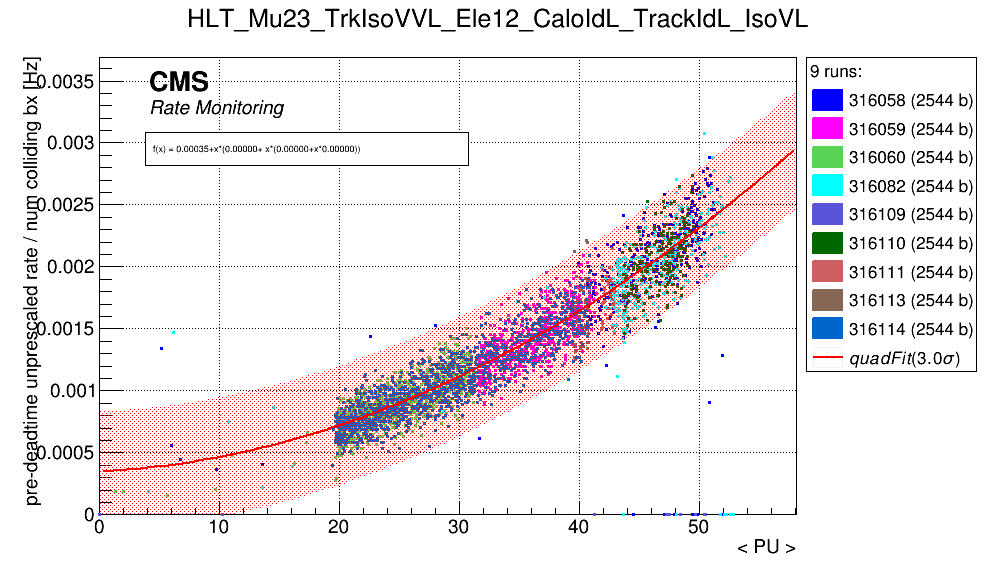 HLT_Mu23_TrkIsoVVL_Ele12_CaloIdL_TrackIdL_IsoVL
pre-deadtime unprescaled rate / num colliding bx [Hz]
CMS
Rate Monitoring
f(x) = 0.00035+x*(0.00000+ x*(0.00000+x*0.00000))
0.0035
0.003
0.0025
0.002
0.0015
0.001
0.0005
0
0 10 20 30 40 50
< PU >
9 runs:
316058 (2544 b)
316059 (2544 b)
316060 (2544 b)
316082 (2544 b)
316109 (2544 b)
316110 (2544 b)
316111 (2544 b)
316113 (2544 b)
316114 (2544 b)
quadFit(3.0σ)